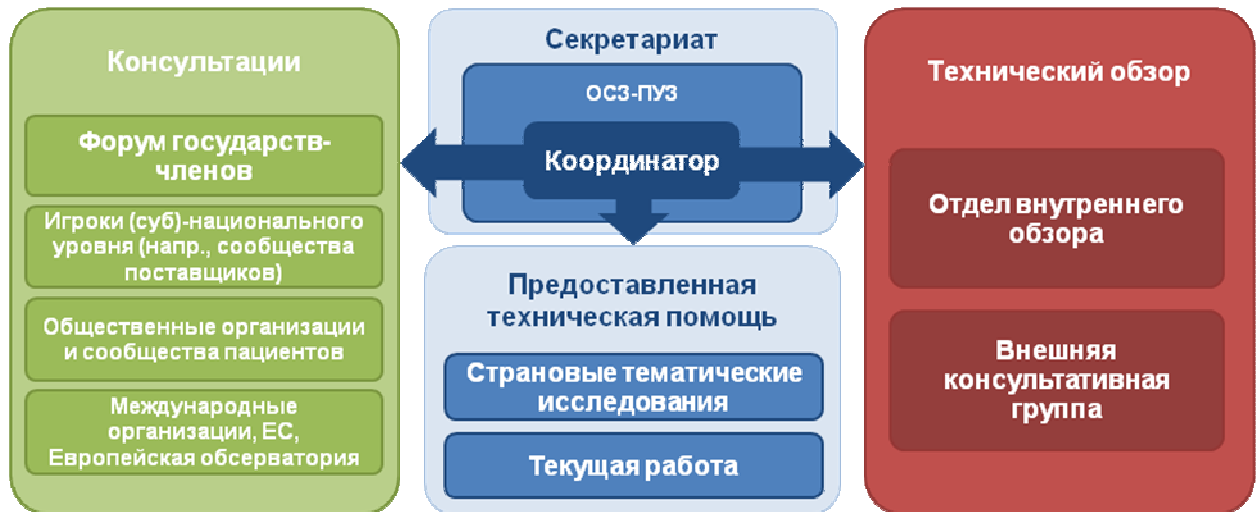 Консультации
Форум государств-
членов
Игроки (суб)-национального
уровня (напр., сообщества
поставщиков)
Общественные организации
и сообщества пациентов
Международные
организации, ЕС,
Европейская обсерватория
Секретариат
ОСЗ-ПУЗ
Координатор
Предоставленная
техническая помощь
Страновые тематические
исследования
Текущая работа
Технический обзор
Отдел внутреннего
обзора
Внешняя
консультативная
группа